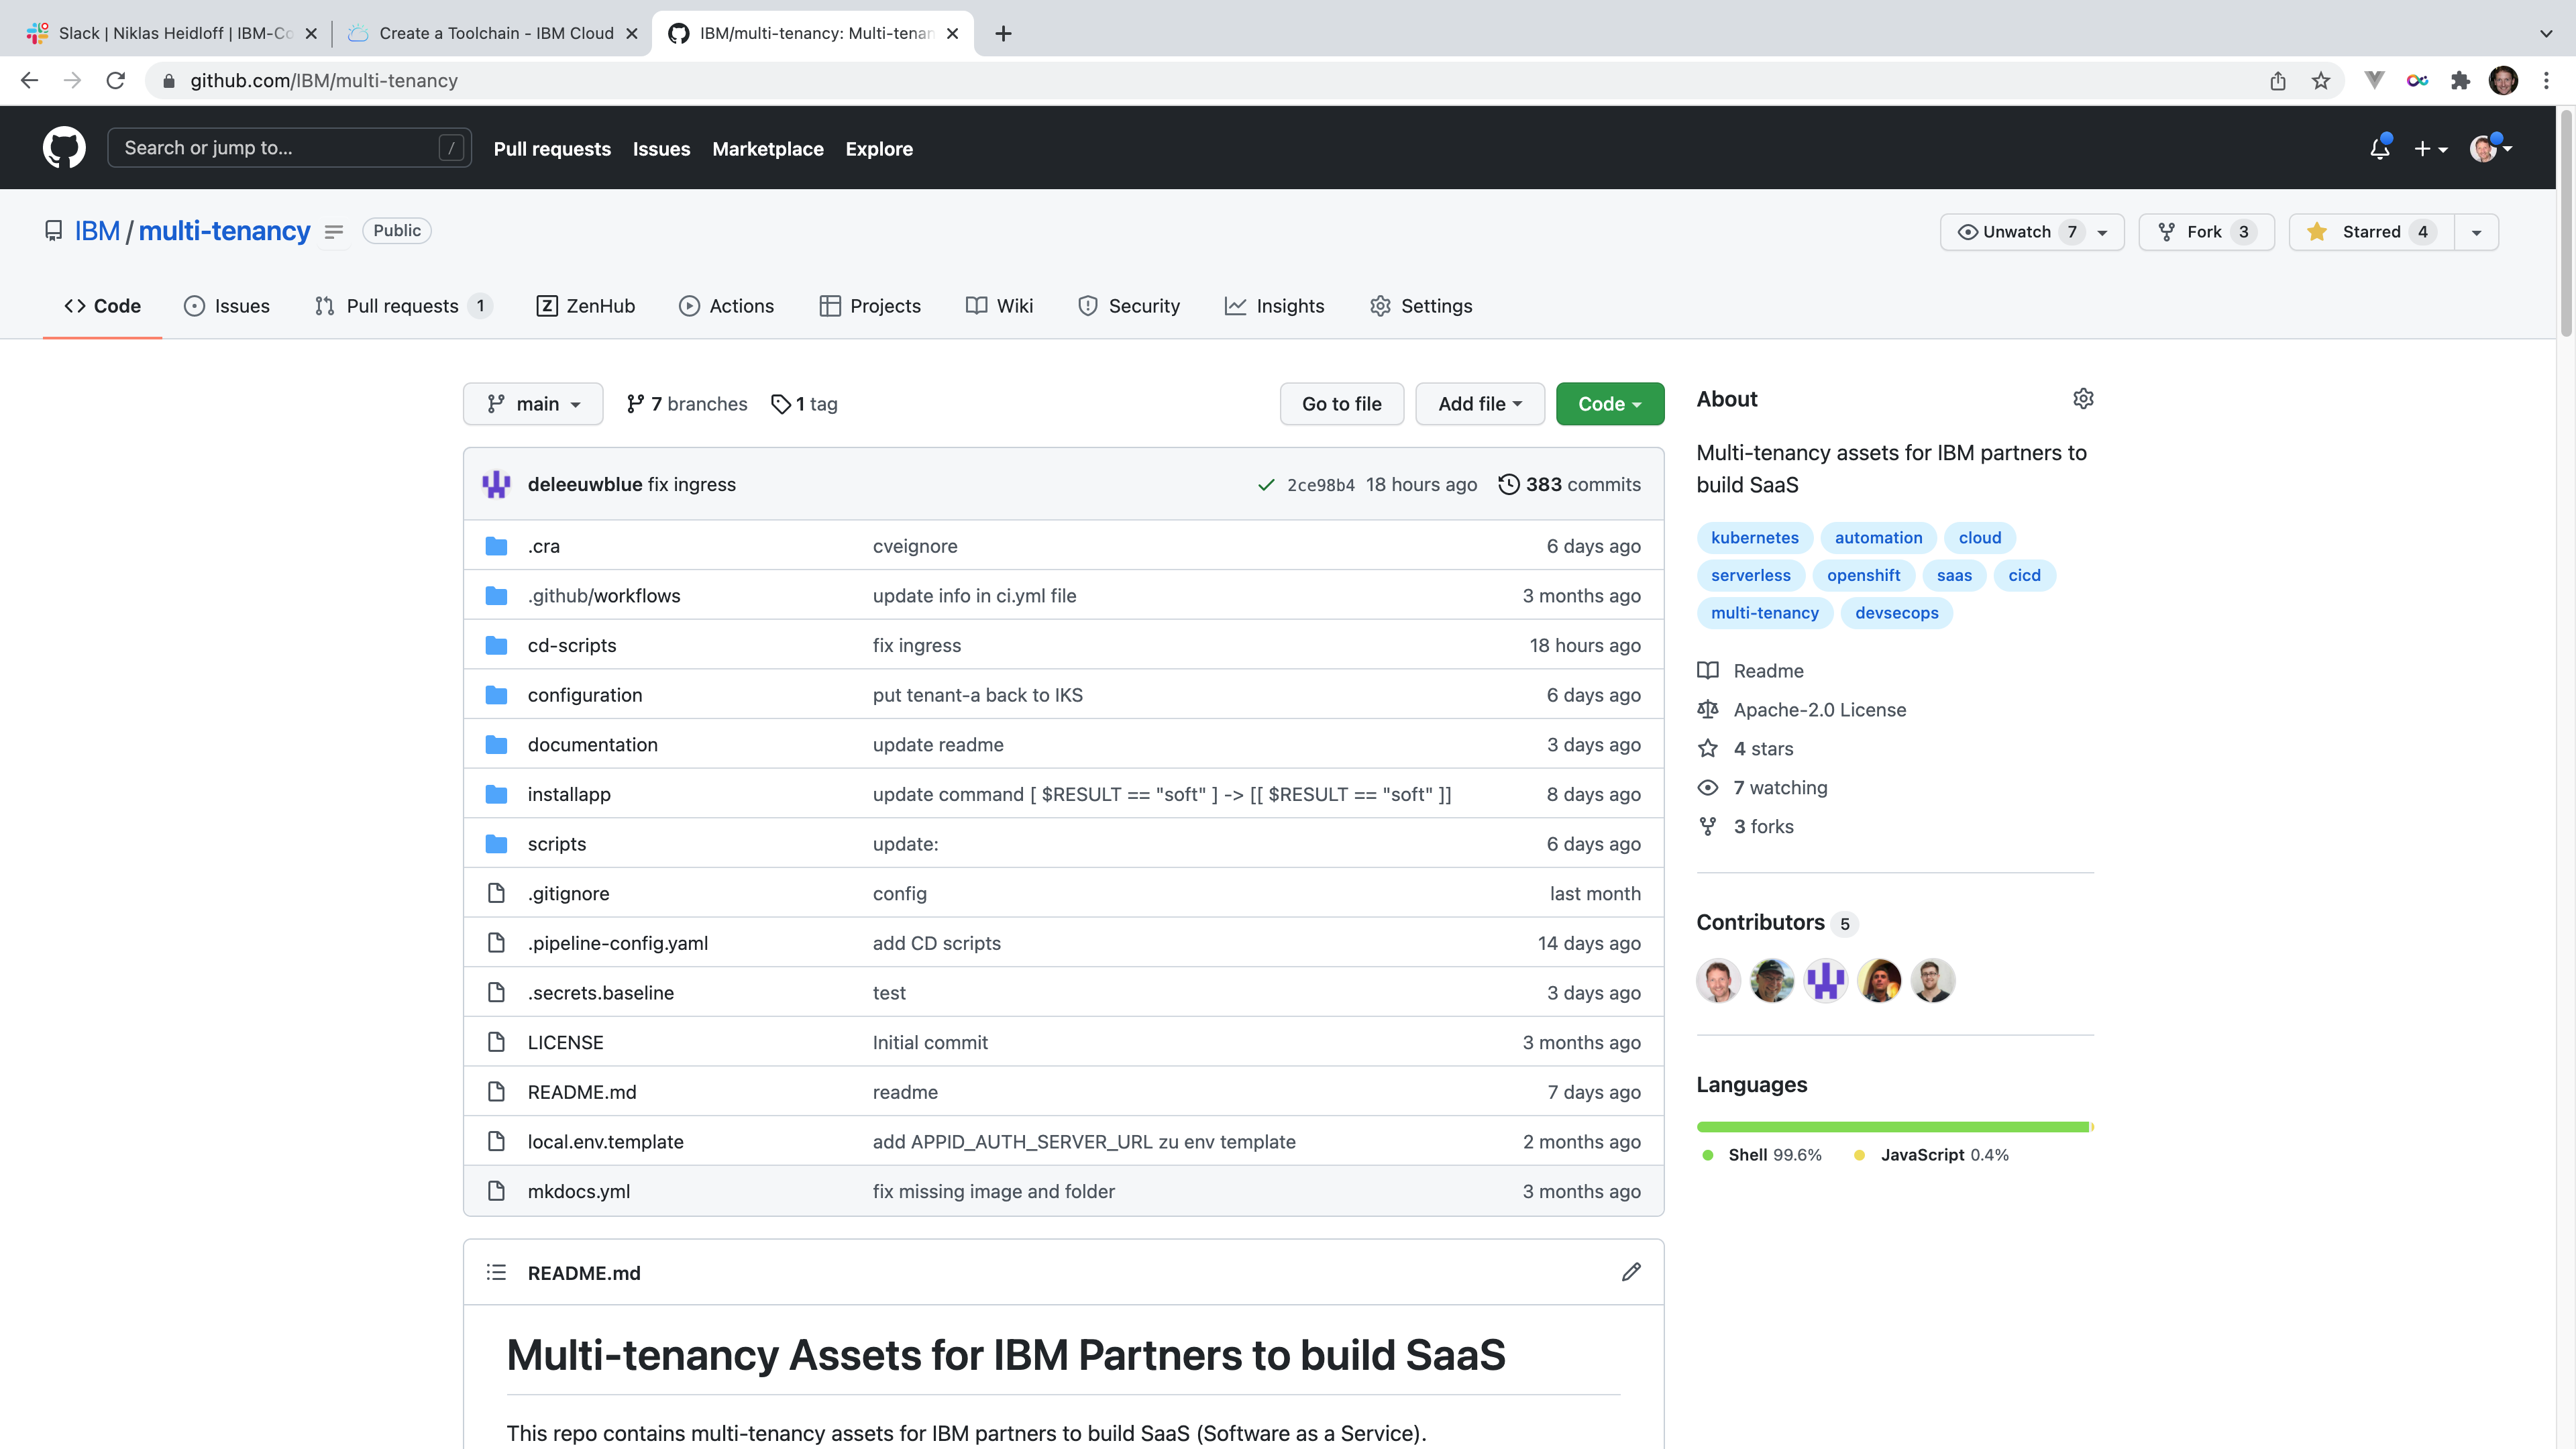 Slack | Niklas Heidloff | IBM-Co
Create a Toolchain - IBM Cloud
IBM/multi-tenancy: Multi-tenan
github.com/IBM/multi-tenancy
Search or jump to...
/
Pull requests
Issues
Marketplace
Explore
IBM / multi-tenancy
Public
Unwatch 7
Fork 3
Starred 4
Code
Issues
Pull requests 1
Z ZenHub
Actions
Projects
Wiki
Security
Insights
Settings
main
7 branches
1 tag
Go to file
Add file
Code
deleeuwblue fix ingress
2ce98b4 18 hours ago
383 commits
.cra cveignore 6 days ago
.github/workflows update info in ci.yml file 3 months ago
cd-scripts fix ingress 18 hours ago
configuration put tenant-a back to IKS 6 days ago
documentation update readme 3 days ago
installapp update command [ $RESULT == "soft" ] -> [[ $RESULT == "soft" ]] 8 days ago
scripts update: 6 days ago
.gitignore config last month
.pipeline-config.yaml add CD scripts 14 days ago
.secrets.baseline test 3 days ago
LICENSE Initial commit 3 months ago
README.md readme 7 days ago
local.env.template add APPID_AUTH_SERVER_URL zu env template 2 months ago
mkdocs.yml fix missing image and folder 3 months ago
README.md
Multi-tenancy Assets for IBM Partners to build SaaS
This repo contains multi-tenancy assets for IBM partners to build SaaS (Software as a Service).
About
Multi-tenancy assets for IBM partners to
build SaaS
kubernetes automation cloud
serverless openshift saas cicd
multi-tenancy devsecops
Readme
Apache-2.0 License
4 stars
7 watching
3 forks
Contributors 5
Languages
Shell 99.6% JavaScript 0.4%